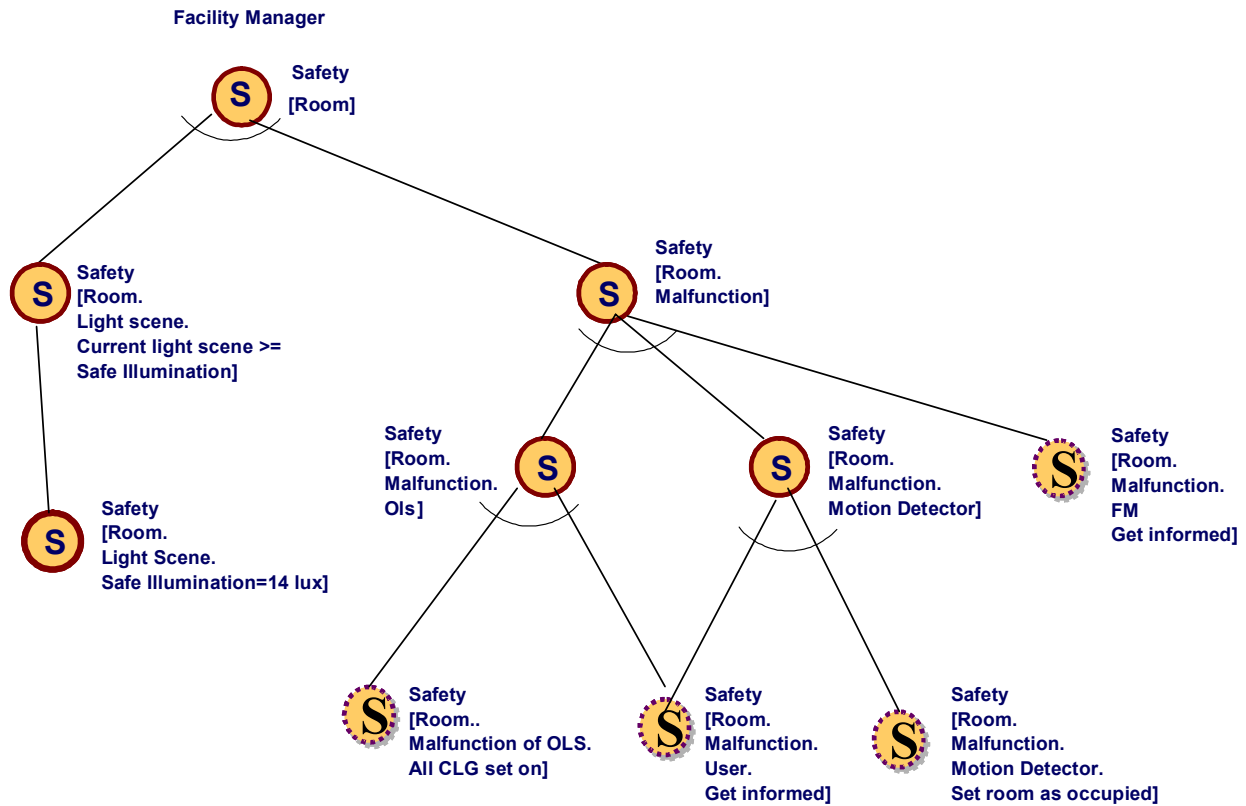 Facility Manager
S
Safety
[Room]
S
Safety
[Room.
Light scene.
Current light scene >=
Safe Illumination]
S
Safety
[Room.
Malfunction]
Safety
[Room.
Malfunction.
Ols]
S
S
Safety
[Room.
Malfunction.
Motion Detector]
S
Safety
[Room.
Malfunction.
FM
Get informed]
S
Safety
[Room.
Light Scene.
Safe Illumination=14 lux]
S
Safety
[Room..
Malfunction of OLS.
All CLG set on]
S
Safety
[Room.
Malfunction.
User.
Get informed]
S
Safety
[Room.
Malfunction.
Motion Detector.
Set room as occupied]